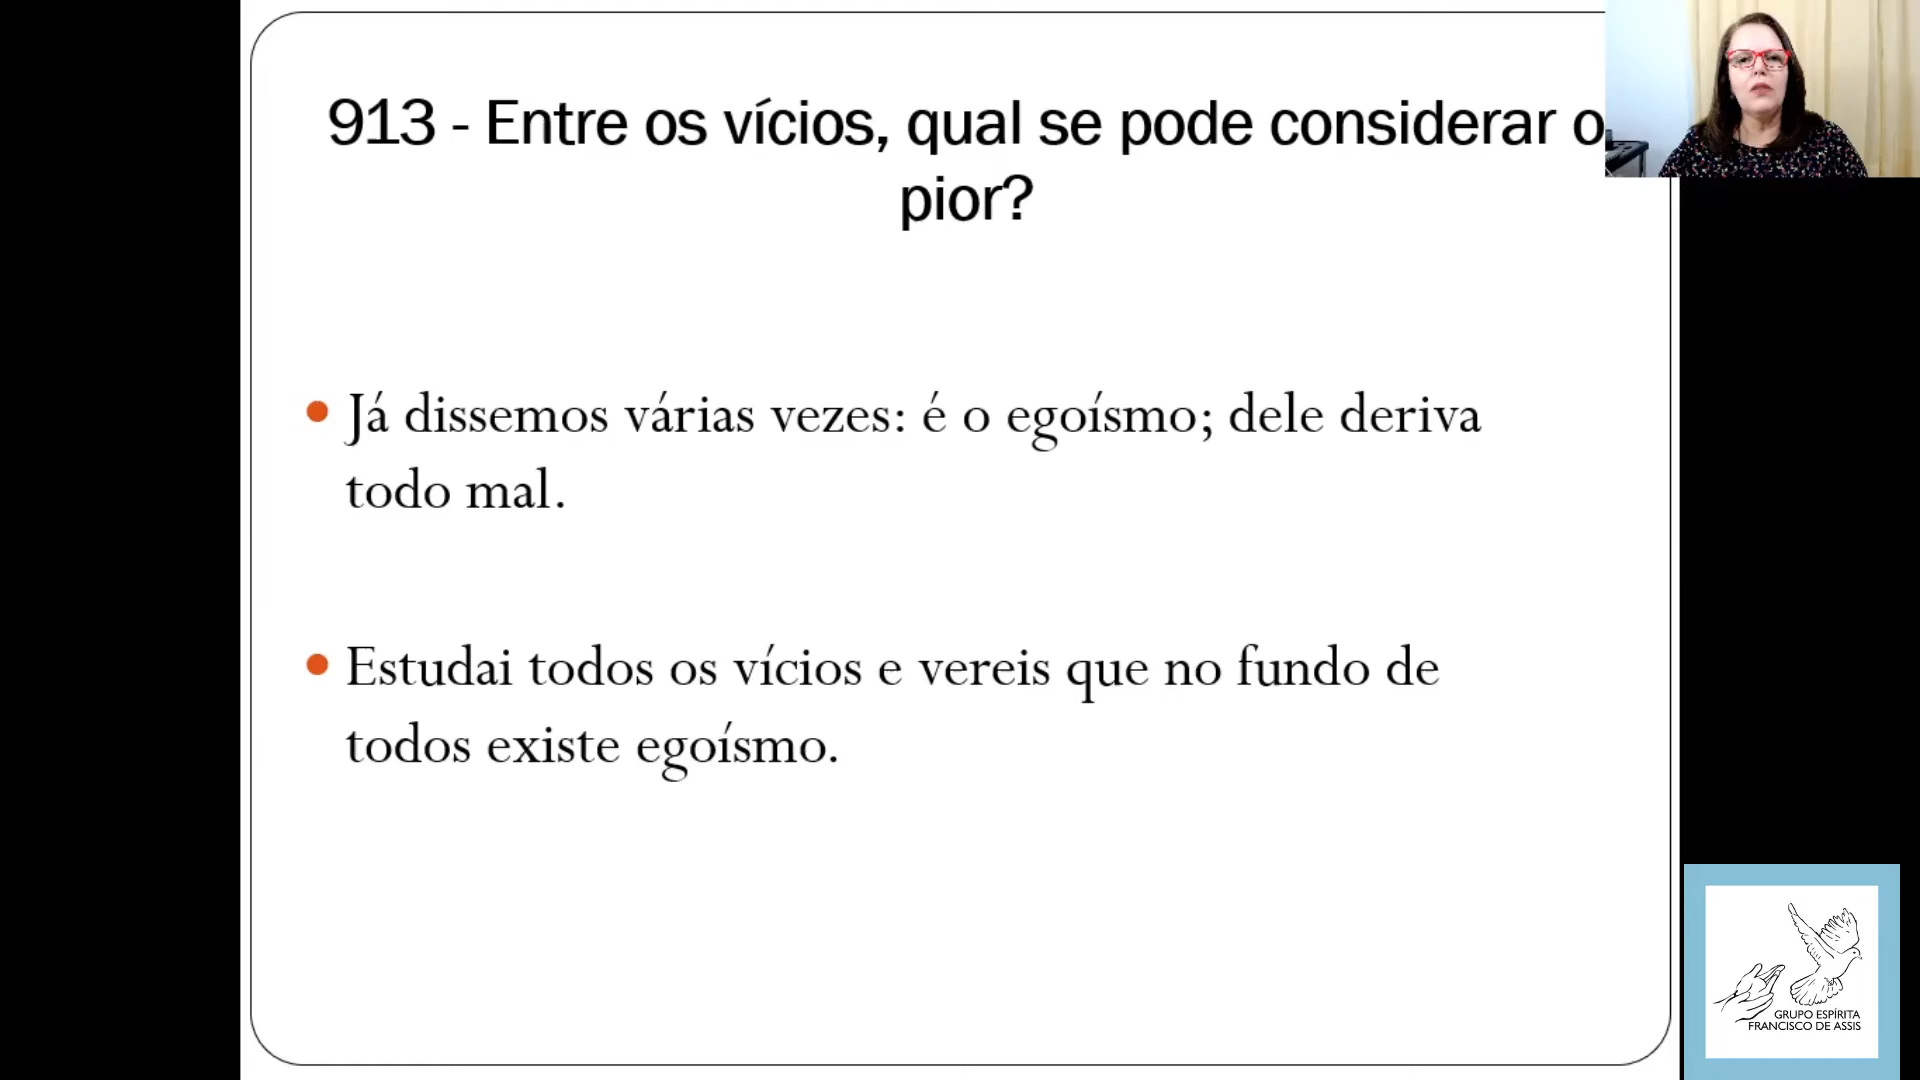 913 - Entre os vícios, qual se pode considerar o
pior?
• Já dissemos várias vezes: é o egoísmo; dele deriva
todo mal.
• Estudai todos os vícios e vereis que no fundo de
todos existe egoísmo.
GRUPO ESPÍRITA
FRANCISCO DE ASSIS